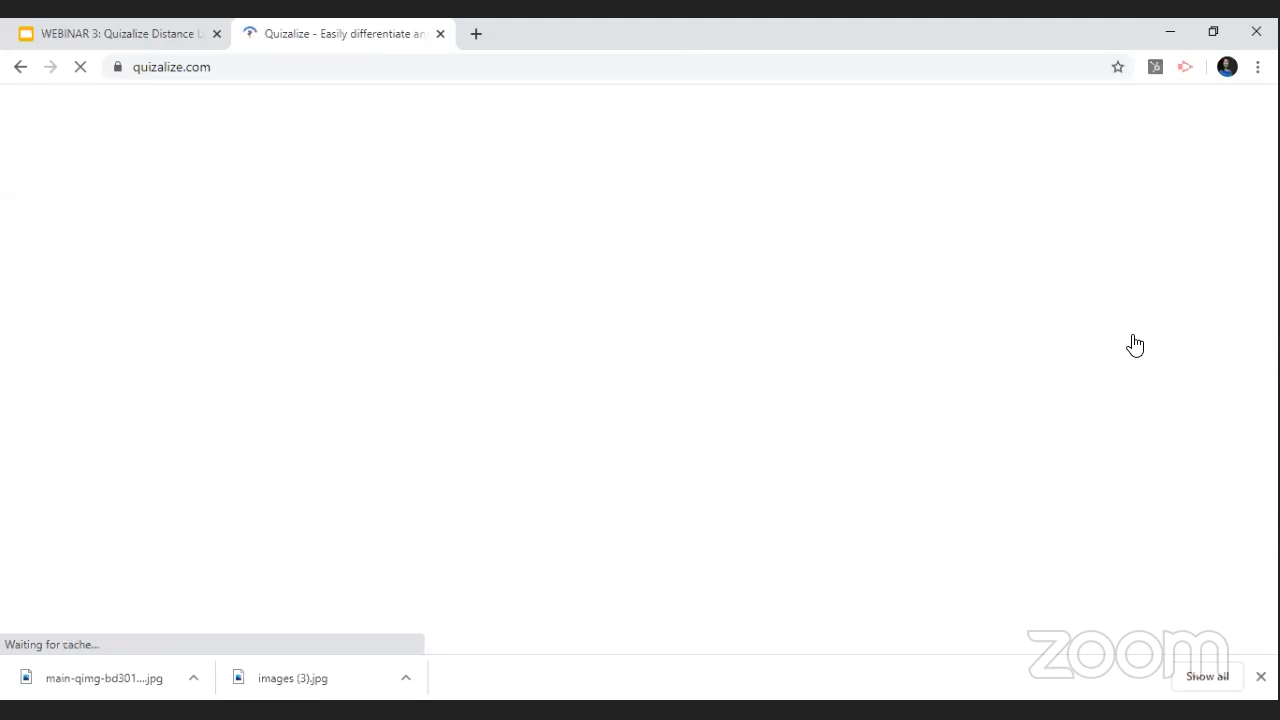 WEBINAR 3: Quizalize Distance L
Quizalize - Easily differentiate an
quizalize.com
Waiting for cache...
main-qimg-bd301....jpg
images (3).jpg
Show all
zoom